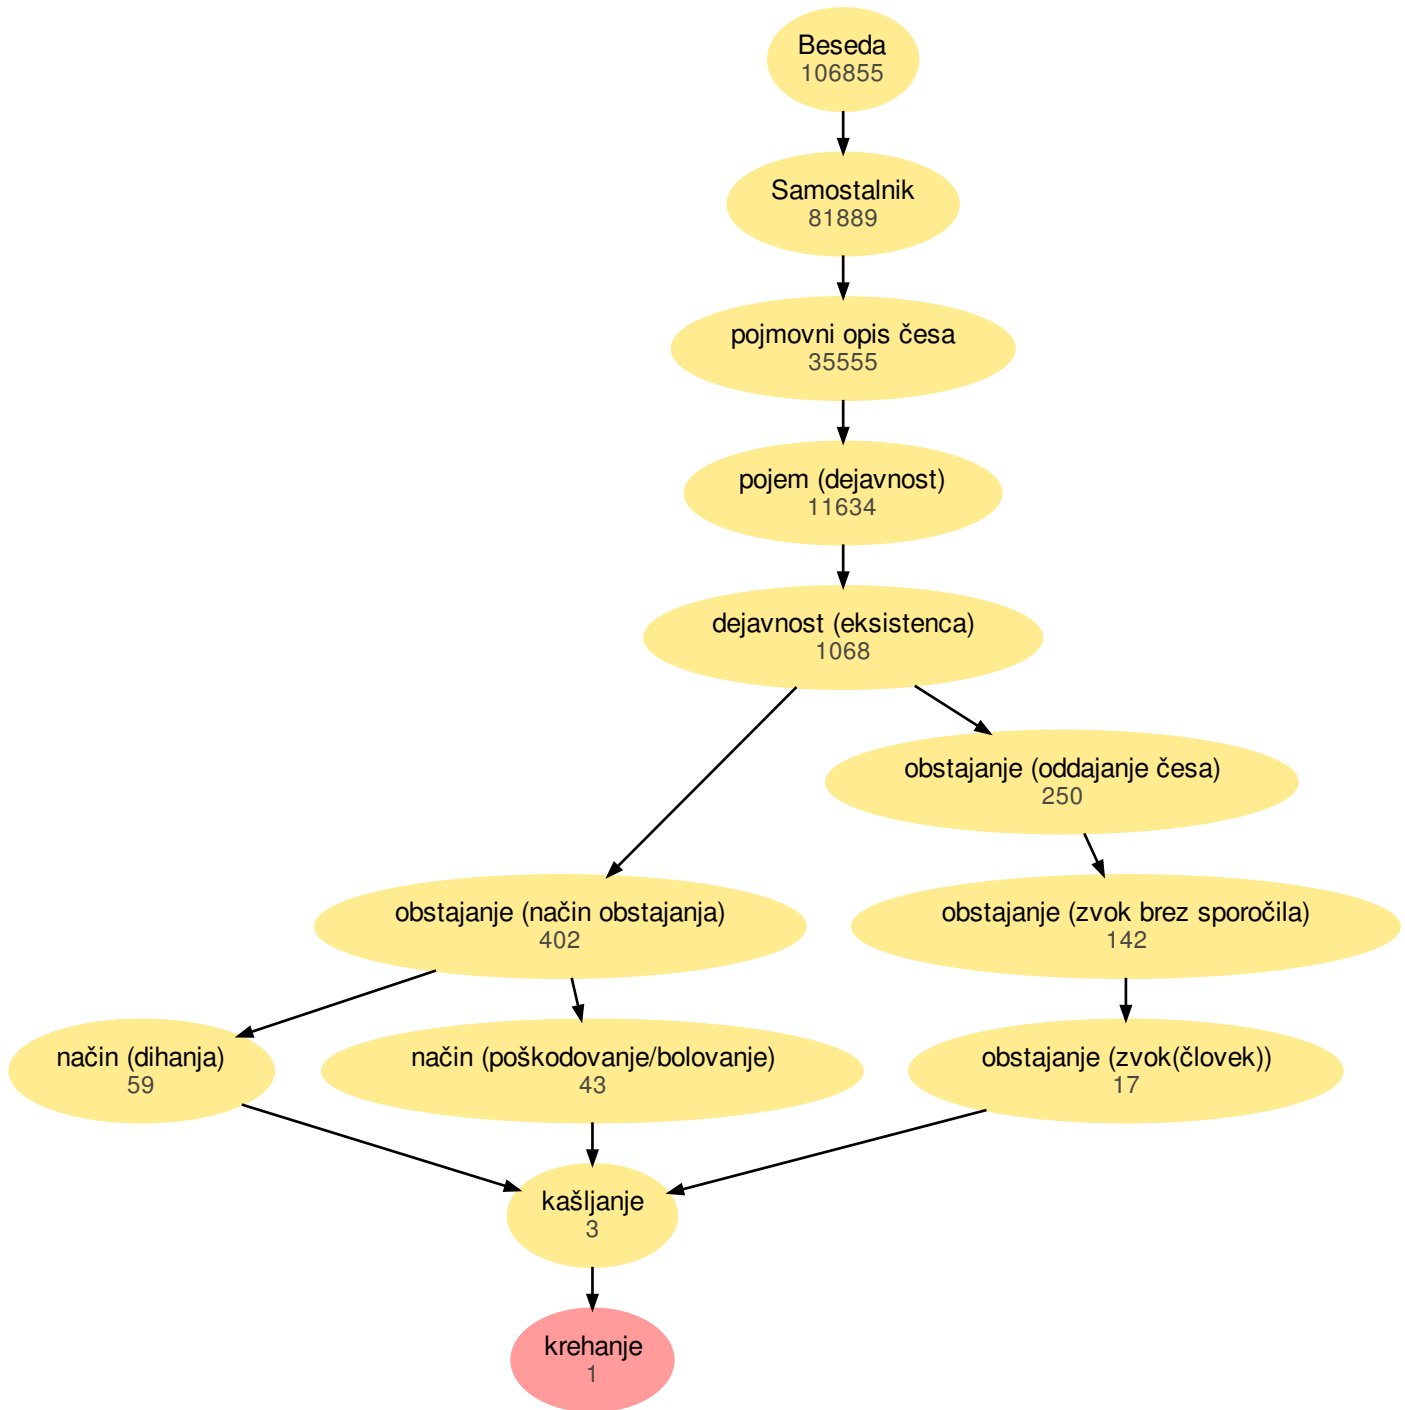 Beseda
106855
Samostalnik
81889
pojmovni opis česa
35555
pojem (dejavnost)
11634
dejavnost (eksistenca)
1068
obstajanje (oddajanje česa)
250
obstajanje (način obstajanja)
402
obstajanje (zvok brez sporočila)
142
način (dihanja)
59
način (poškodovanje/bolovanje)
43
obstajanje (zvok(človek))
17
kašljanje
3
krehanje
1